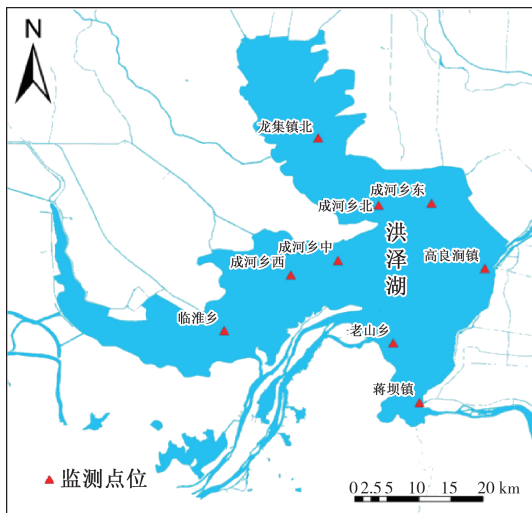 N
龙集镇北
成河乡东
成河乡北
洪泽湖
成河乡中
高良涧镇
成河乡西
临淮乡
老山乡
蒋坝镇
监测点位
0 2.5 5 10 15 20 km